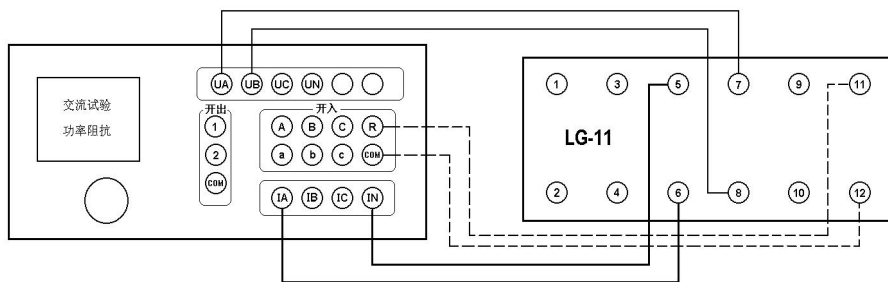 UA UB UC UN
交流试验
功率阻抗
开出
1
2
COM
开入
A B C R
a b c COM
IA IB IC IN
1 3 5 7 9 11
LG-11
2 4 6 8 10 12